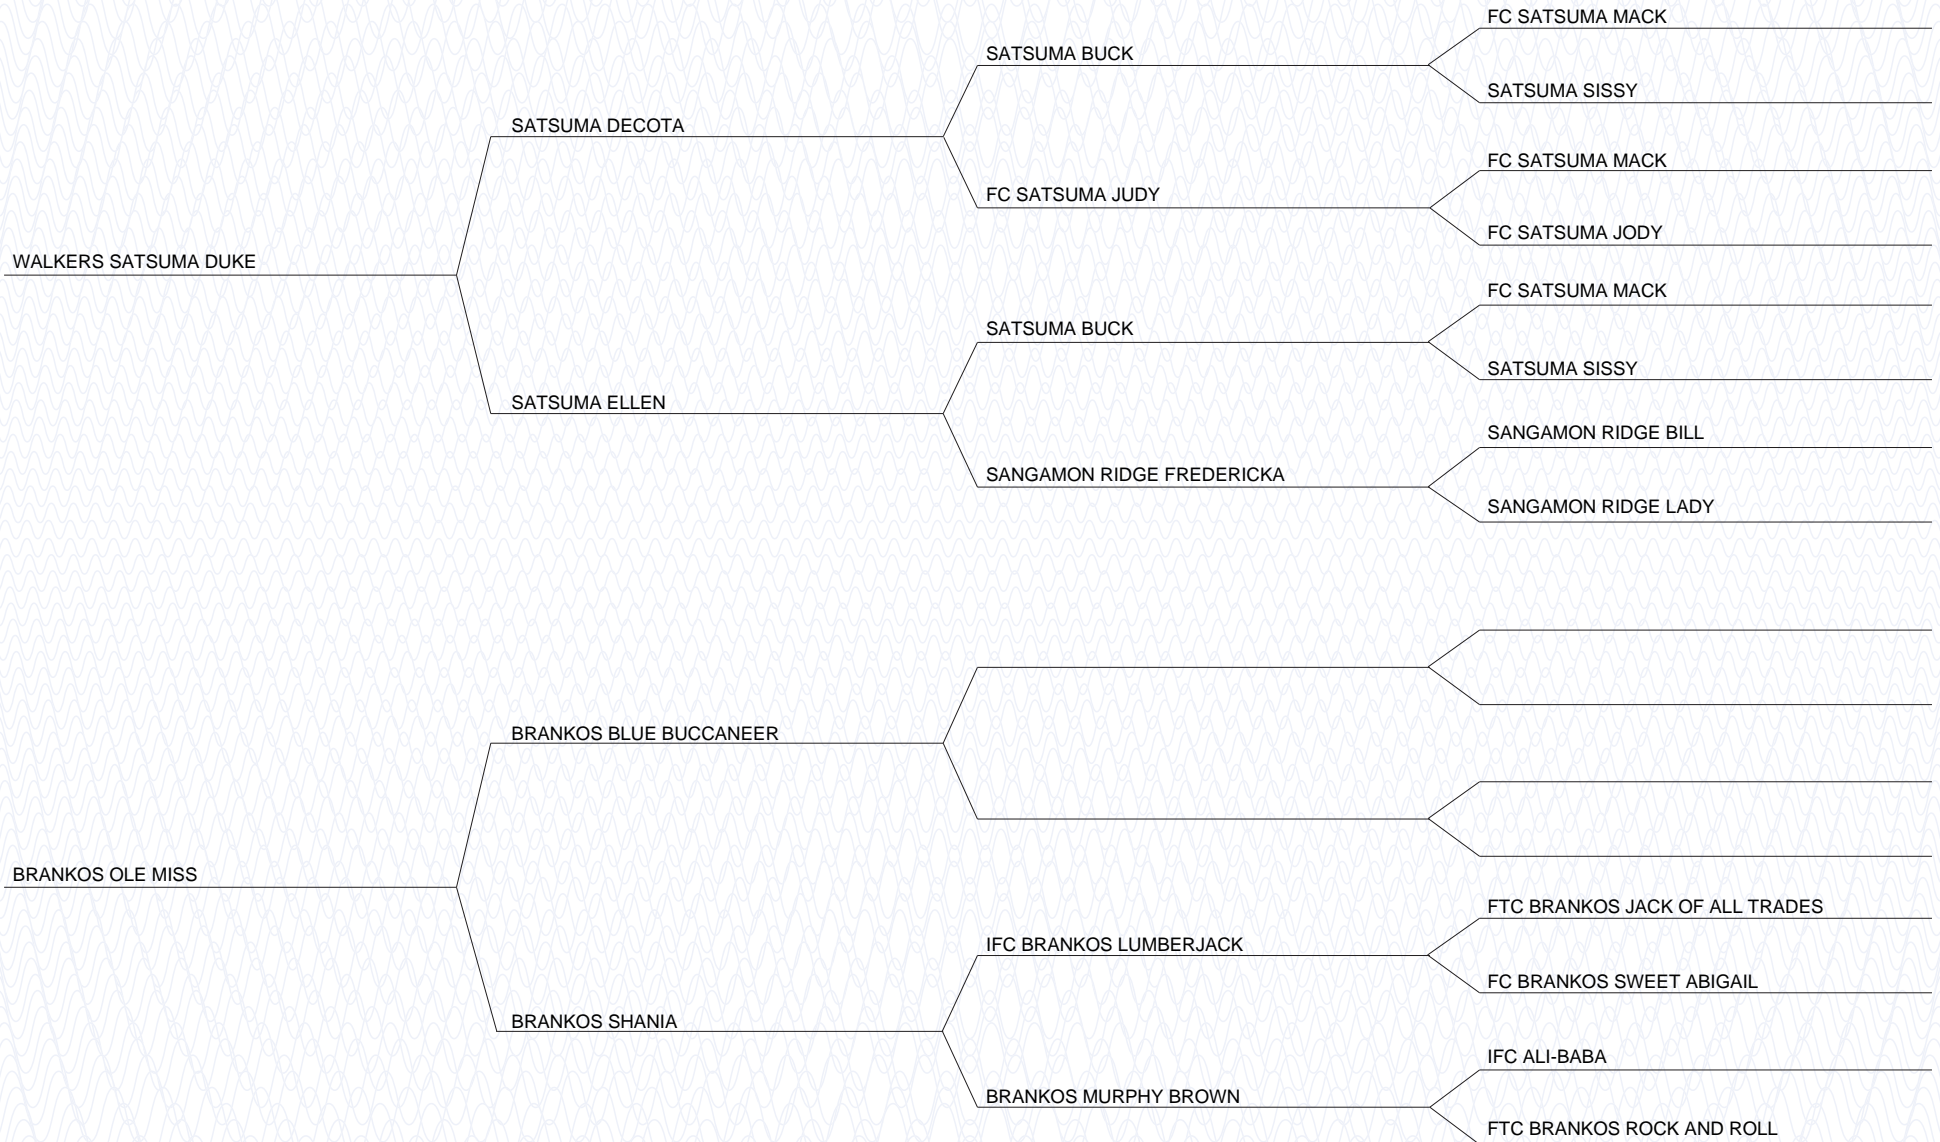 FC SATSUMA MACK
SATSUMA BUCK
SATSUMA SISSY
SATSUMA DECOTA
FC SATSUMA MACK
FC SATSUMA JUDY
FC SATSUMA JODY
WALKERS SATSUMA DUKE
FC SATSUMA MACK
SATSUMA BUCK
SATSUMA SISSY
SATSUMA ELLEN
SANGAMON RIDGE BILL
SANGAMON RIDGE FREDERICKA
SANGAMON RIDGE LADY
BRANKOS BLUE BUCCANEER
BRANKOS OLE MISS
FTC BRANKOS JACK OF ALL TRADES
IFC BRANKOS LUMBERJACK
FC BRANKOS SWEET ABIGAIL
BRANKOS SHANIA
IFC ALI-BABA
BRANKOS MURPHY BROWN
FTC BRANKOS ROCK AND ROLL